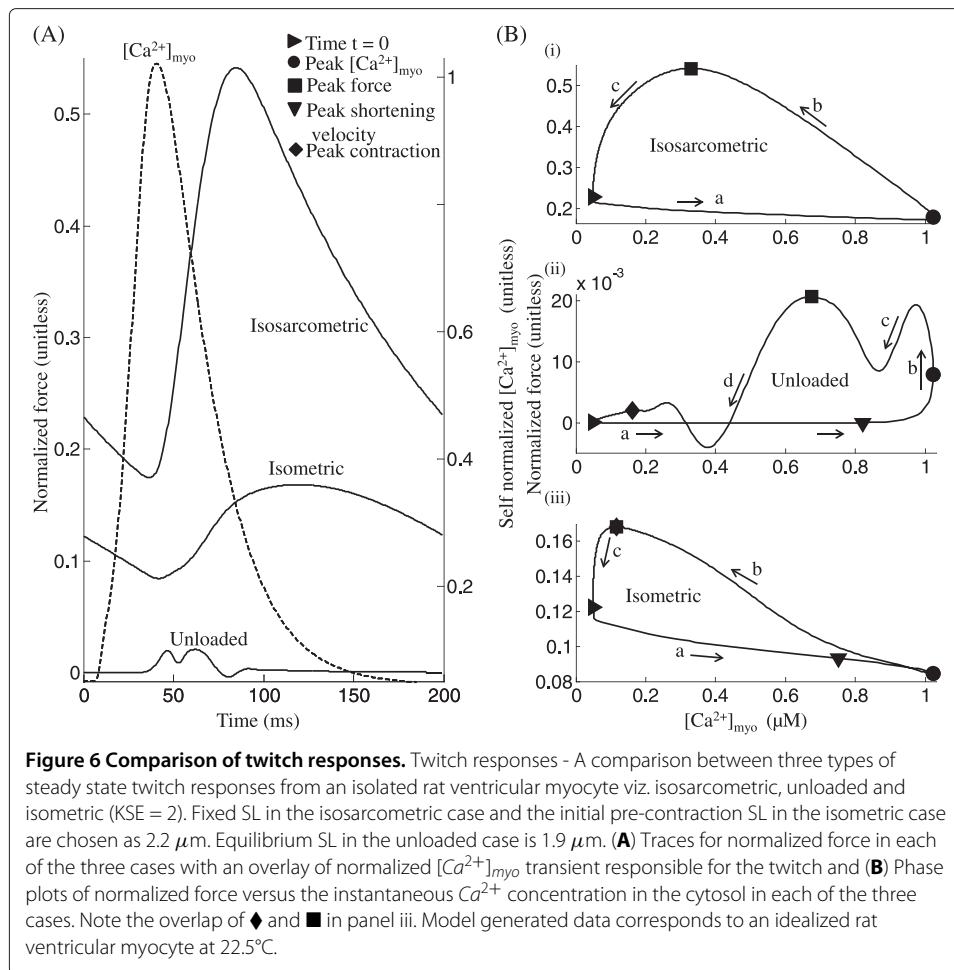 (A)
[Ca2+]myo
▶ Time t = 0
● Peak [Ca2+]myo
■ Peak force
▼ Peak shortening
velocity
◆ Peak contraction
0.5
0.4
0.3
0.2
0.1
0
1
0.6
0.4
0.2
Isosarcometric
Isometric
Unloaded
Normalized force (unitless)
0 50 100 150 200
Time (ms)
Self normalized [Ca2+]myo (unitless)
(B)
(i)
0.5
0.4
0.3
0.2
c
b
Isosarcometric
a
0 0.2 0.4 0.6 0.8 1
(ii)
x 10-3
20
10
0
c
b
d
Unloaded
a
0 0.2 0.4 0.6 0.8 1
Normalized force (unitless)
(iii)
0.16
0.14
0.12
0.1
0.08
c
b
Isometric
a
0 0.2 0.4 0.6 0.8 1
[Ca2+]myo (μM)
Figure 6 Comparison of twitch responses. Twitch responses - A comparison between three types of
steady state twitch responses from an isolated rat ventricular myocyte viz. isosarcometric, unloaded and
isometric (KSE = 2). Fixed SL in the isosarcometric case and the initial pre-contraction SL in the isometric case
are chosen as 2.2 μm. Equilibrium SL in the unloaded case is 1.9 μm. (A) Traces for normalized force in each
of the three cases with an overlay of normalized [Ca2+]myo transient responsible for the twitch and (B) Phase
plots of normalized force versus the instantaneous Ca2+ concentration in the cytosol in each of the three
cases. Note the overlap of ◆ and ■ in panel iii. Model generated data corresponds to an idealized rat
ventricular myocyte at 22.5°C.